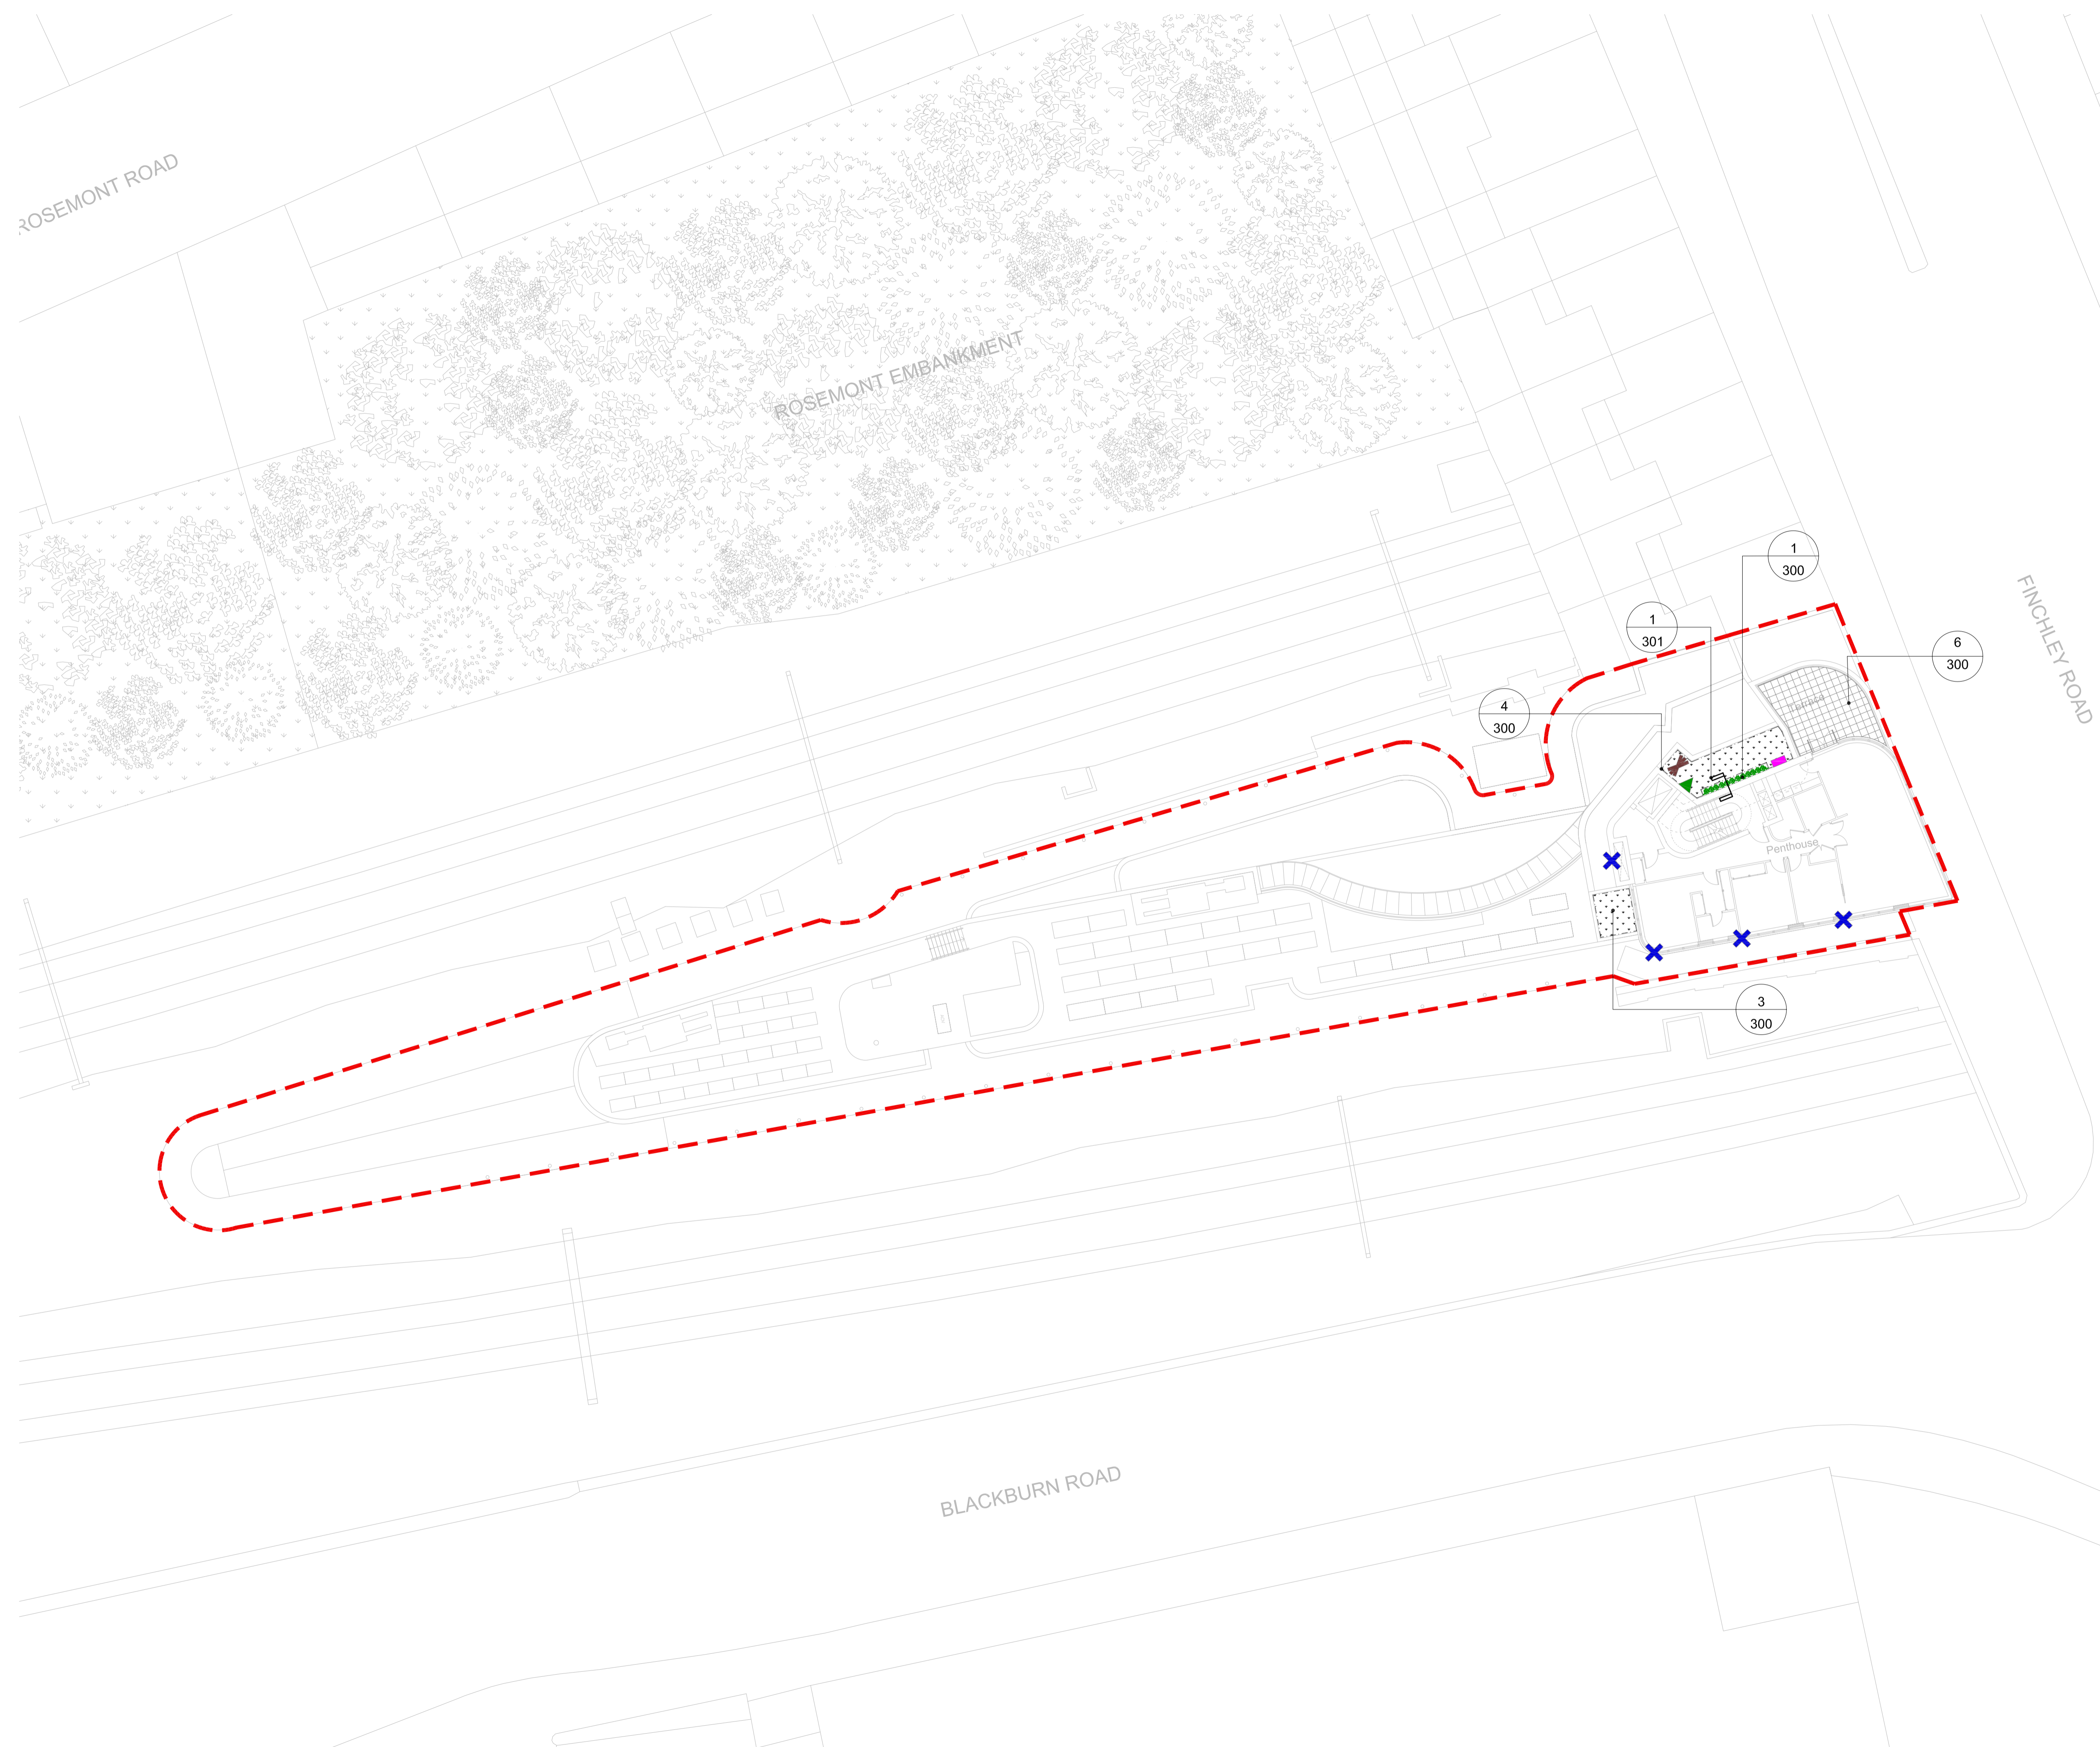 ROSEMONT ROAD
ROSEMONT EMBANKMENT
FINCHLEY ROAD
1
300
1
301
6
300
4
300
Terrace
Penthouse
3
300
BLACKBURN ROAD